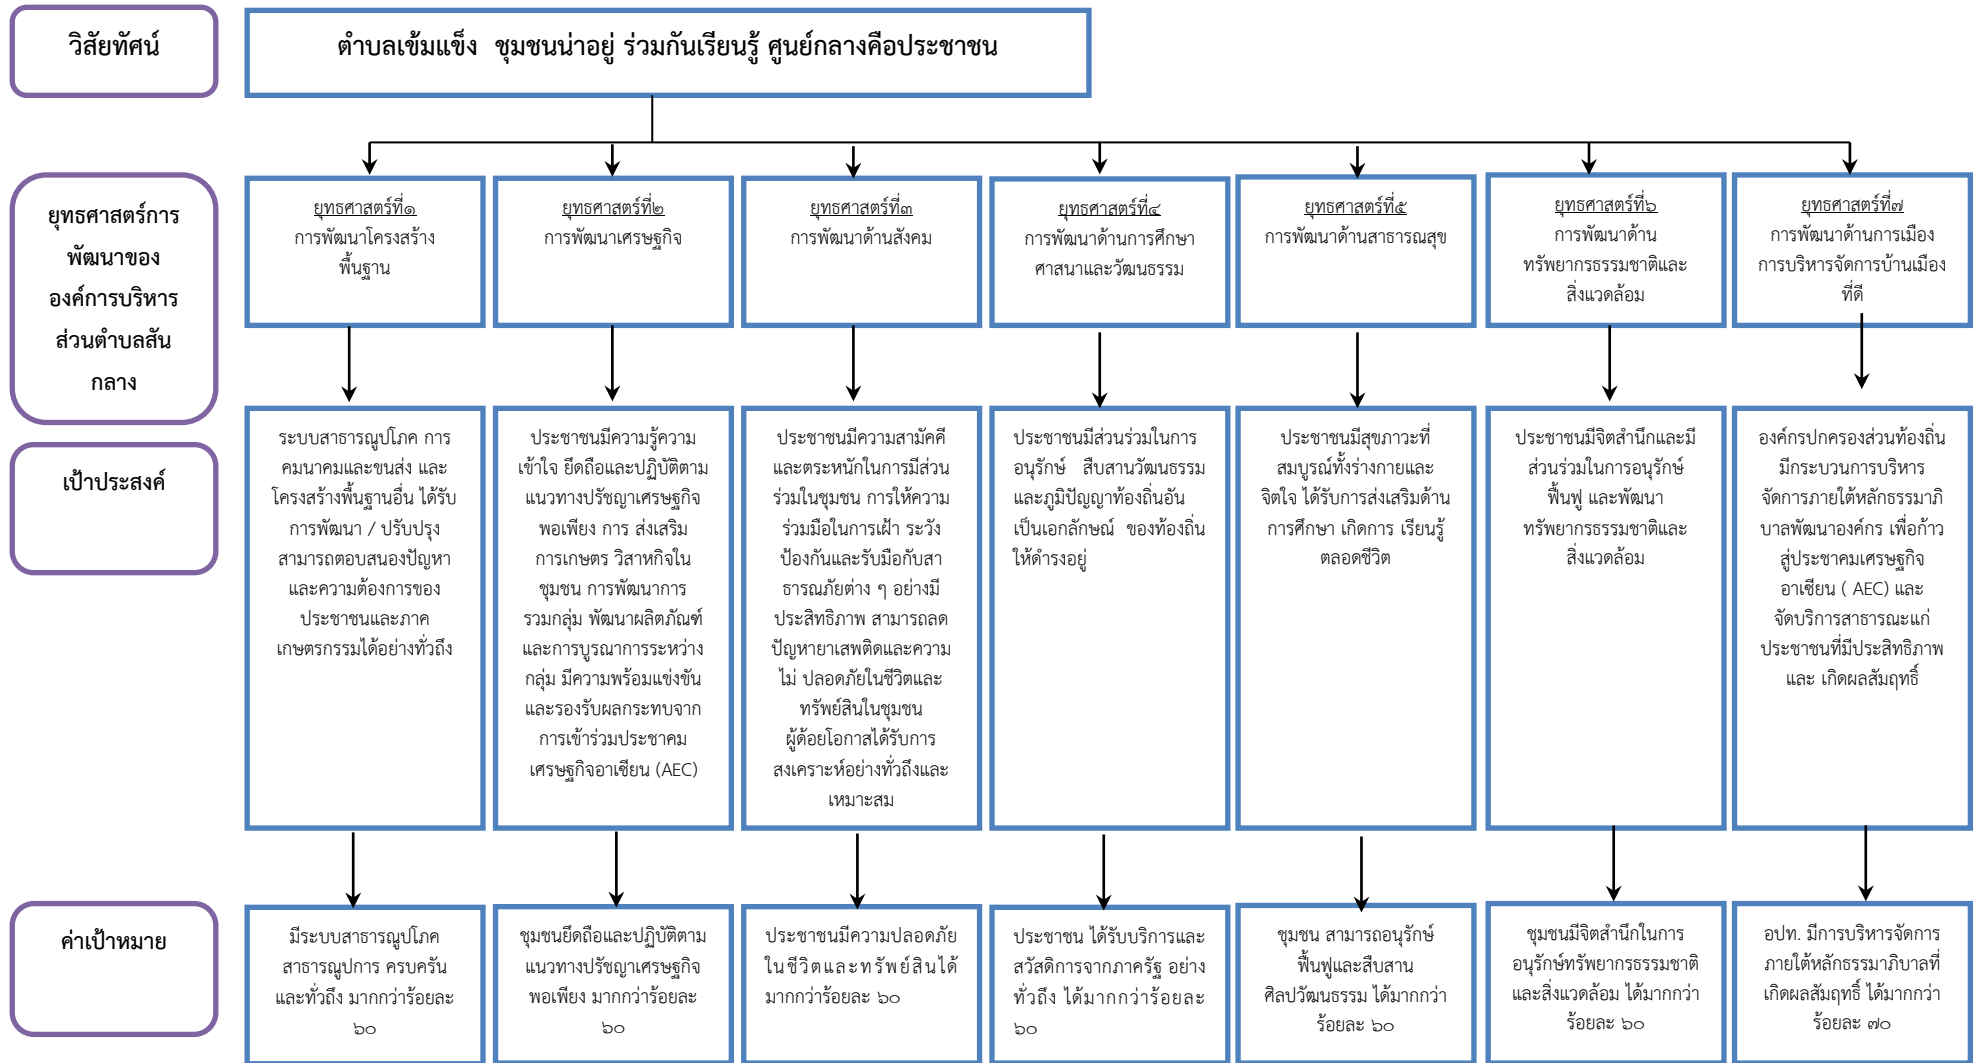 วิสัยทัศน์
ตำบลเข้มแข็ง ชุมชนน่าอยู่ ร่วมกันเรียนรู้ ศูนย์กลางคือประชาชน
ยุทธศาสตร์การ
พัฒนาของ
องค์การบริหาร
ส่วนตำบลสัน
กลาง
ยุทธศาสตร์ที่๑
การพัฒนาโครงสร้าง
พื้นฐาน
ยุทธศาสตร์ที่๒
การพัฒนาเศรษฐกิจ
ยุทธศาสตร์ที่๓
การพัฒนาด้านสังคม
ยุทธศาสตร์ที่๔
การพัฒนาด้านการศึกษา
ศาสนาและวัฒนธรรม
ยุทธศาสตร์ที่๕
การพัฒนาด้านสาธารณสุข
ยุทธศาสตร์ที่๖
การพัฒนาด้าน
ทรัพยากรธรรมชาติและ
สิ่งแวดล้อม
ยุทธศาสตร์ที่๗
การพัฒนาด้านการเมือง
การบริหารจัดการบ้านเมือง
ที่ดี
เป้าประสงค์
ระบบสาธารณูปโภค การ
คมนาคมและขนส่ง และ
โครงสร้างพื้นฐานอื่น ได้รับ
การพัฒนา / ปรับปรุง
สามารถตอบสนองปัญหา
และความต้องการของ
ประชาชนและภาค
เกษตรกรรมได้อย่างทั่วถึง
ประชาชนมีความรู้ความ
เข้าใจ ยึดถือและปฏิบัติตาม
แนวทางปรัชญาเศรษฐกิจ
พอเพียง การ ส่งเสริม
การเกษตร วิสาหกิจใน
ชุมชน การพัฒนาการ
รวมกลุ่ม พัฒนาผลิตภัณฑ์
และการบูรณาการระหว่าง
กลุ่ม มีความพร้อมแข่งขัน
และรองรับผลกระทบจาก
การเข้าร่วมประชาคม
เศรษฐกิจอาเซียน (AEC)
ประชาชนมีความสามัคคี
และตระหนักในการมีส่วน
ร่วมในชุมชน การให้ความ
ร่วมมือในการเฝ้า ระวัง
ป้องกันและรับมือกับสา
ธารณภัยต่าง ๆ อย่างมี
ประสิทธิภาพ สามารถลด
ปัญหายาเสพติดและความ
ไม่ ปลอดภัยในชีวิตและ
ทรัพย์สินในชุมชน
ผู้ด้อยโอกาสได้รับการ
สงเคราะห์อย่างทั่วถึงและ
เหมาะสม
ประชาชนมีส่วนร่วมในการ
อนุรักษ์ สืบสานวัฒนธรรม
และภูมิปัญญาท้องถิ่นอัน
เป็นเอกลักษณ์ ของท้องถิ่น
ให้ดำรงอยู่
ประชาชนมีสุขภาวะที่
สมบูรณ์ทั้งร่างกายและ
จิตใจ ได้รับการส่งเสริมด้าน
การศึกษา เกิดการ เรียนรู้
ตลอดชีวิต
ประชาชนมีจิตสำนึกและมี
ส่วนร่วมในการอนุรักษ์
ฟื้นฟู และพัฒนา
ทรัพยากรธรรมชาติและ
สิ่งแวดล้อม
องค์กรปกครองส่วนท้องถิ่น
มีกระบวนการบริหาร
จัดการภายใต้หลักธรรมาภิ
บาลพัฒนาองค์กร เพื่อก้าว
สู่ประชาคมเศรษฐกิจ
อาเซียน ( AEC) และ
จัดบริการสาธารณะแก่
ประชาชนที่มีประสิทธิภาพ
และ เกิดผลสัมฤทธิ์
ค่าเป้าหมาย
มีระบบสาธารณูปโภค
สาธารณูปการ ครบครัน
และทั่วถึง มากกว่าร้อยละ
๖๐
ชุมชนยึดถือและปฏิบัติตาม
แนวทางปรัชญาเศรษฐกิจ
พอเพียง มากกว่าร้อยละ
๖๐
ประชาชนมีความปลอดภัย
ในชีวิตและทรัพย์สินได้
มากกว่าร้อยละ ๖๐
ประชาชน ได้รับบริการและ
สวัสดิการจากภาครัฐ อย่าง
ทั่วถึง ได้มากกว่าร้อยละ
๖๐
ชุมชน สามารถอนุรักษ์
ฟื้นฟูและสืบสาน
ศิลปวัฒนธรรม ได้มากกว่า
ร้อยละ ๖๐
ชุมชนมีจิตสำนึกในการ
อนุรักษ์ทรัพยากรธรรมชาติ
และสิ่งแวดล้อม ได้มากกว่า
ร้อยละ ๖๐
อปท. มีการบริหารจัดการ
ภายใต้หลักธรรมาภิบาลที่
เกิดผลสัมฤทธิ์ ได้มากกว่า
ร้อยละ ๗๐